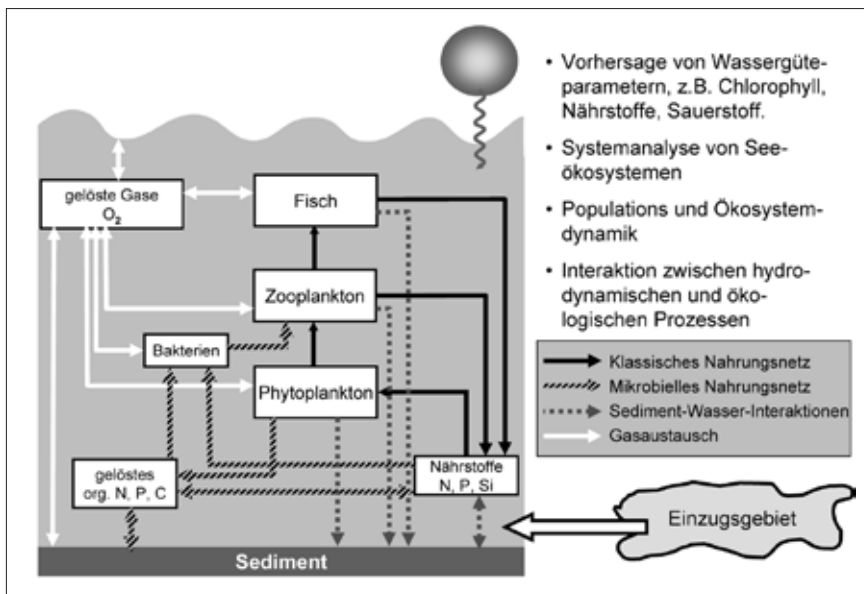 gelöste Gase
O₂
Fisch
Zooplankton
Bakterien
Phytoplankton
gelöstes
org. N, P, C
Nährstoffe
N, P, Si
Sediment
• Vorhersage von Wassergüte-
parametern, z.B. Chlorophyll,
Nährstoffe, Sauerstoff.
• Systemanalyse von See-
ökosystemen
• Populations und Ökosystem-
dynamik
• Interaktion zwischen hydro-
dynamischen und öko-
logischen Prozessen
Klassisches Nahrungsnetz
Mikrobielles Nahrungsnetz
Sediment-Wasser-Interaktionen
Gasaustausch
Einzugsgebiet